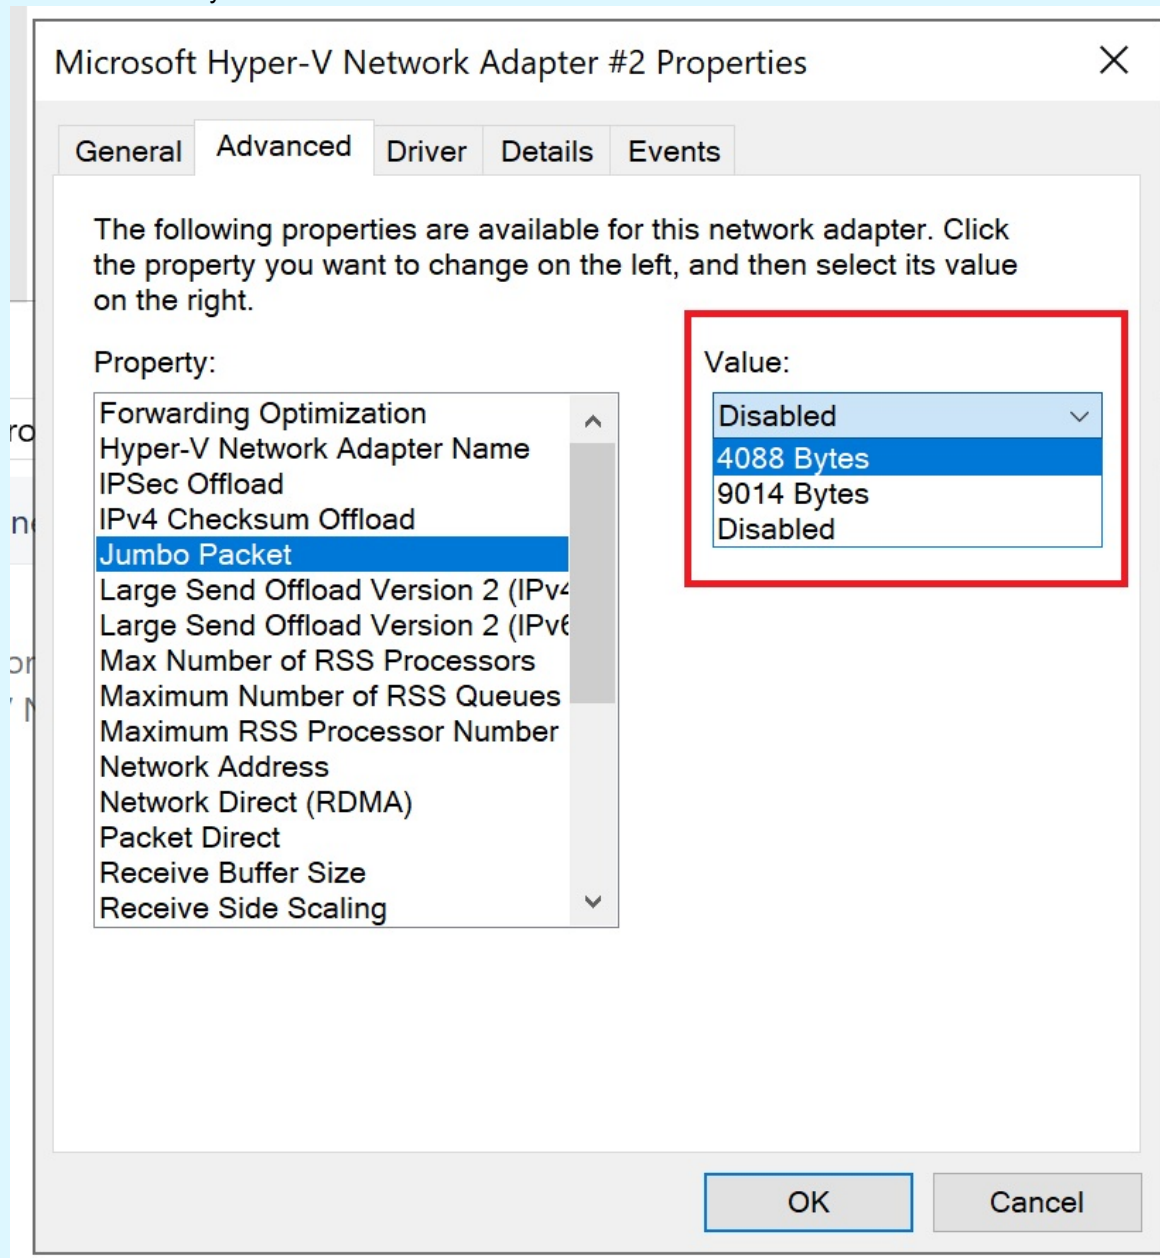 Microsoft Hyper-V Network Adapter #2 Properties
General Advanced Driver Details Events
The following properties are available for this network adapter. Click
the property you want to change on the left, and then select its value
on the right.
Property:
Forwarding Optimization
Hyper-V Network Adapter Name
IPSec Offload
IPv4 Checksum Offload
Jumbo Packet
Large Send Offload Version 2 (IPv4
Large Send Offload Version 2 (IPv6
Max Number of RSS Processors
Maximum Number of RSS Queues
Maximum RSS Processor Number
Network Address
Network Direct (RDMA)
Packet Direct
Receive Buffer Size
Receive Side Scaling
Value:
Disabled
4088 Bytes
9014 Bytes
Disabled
OK Cancel